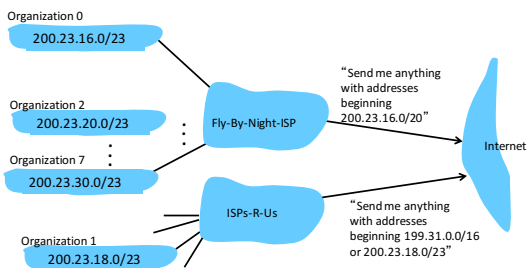 Organization 0
200.23.16.0/23
Organization 2
200.23.20.0/23
Organization 7
200.23.30.0/23
Organization 1
200.23.18.0/23
Fly-By-Night-ISP
ISPs-R-Us
“Send me anything
with addresses
beginning
200.23.16.0/20”
“Send me anything
with addresses
beginning 199.31.0.0/16
or 200.23.18.0/23”
Internet